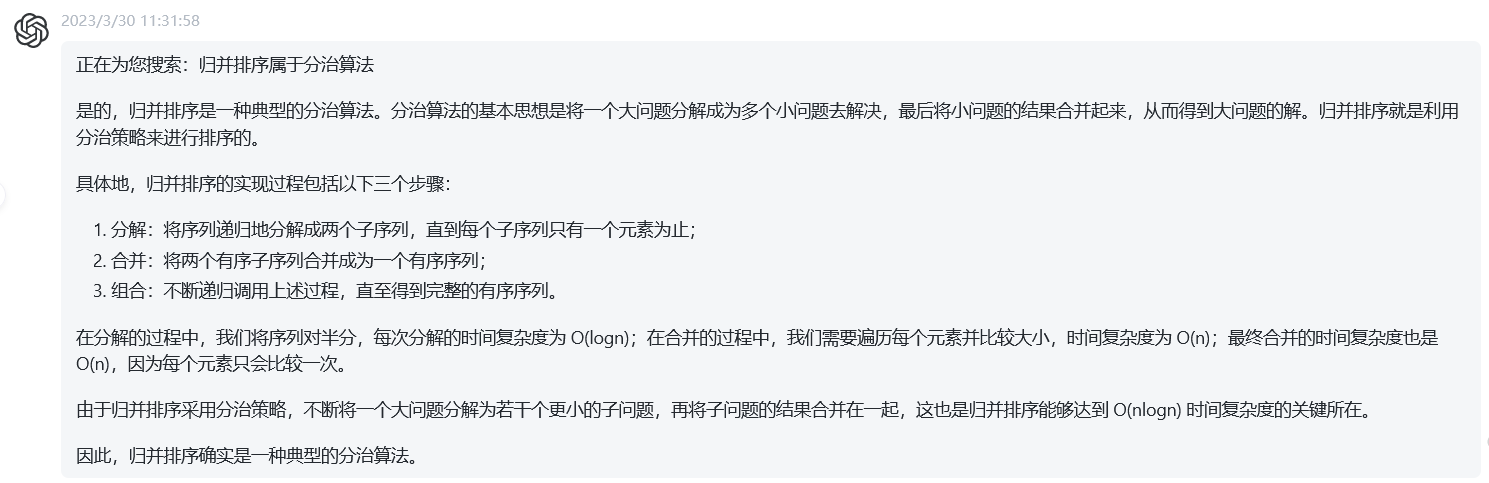 2023/3/30 11:31:58
正在为您搜索：归并排序属于分治算法
是的，归并排序是一种典型的分治算法。分治算法的基本思想是将一个大问题分解成为多个小问题去解决，最后将小问题的结果合并起来，从而得到大问题的解。归并排序就是利用
分治策略来进行排序的。
具体地，归并排序的实现过程包括以下三个步骤：
1. 分解：将序列递归地分解成两个子序列，直到每个子序列只有一个元素为止；
2. 合并：将两个有序子序列合并成为一个有序序列；
3. 组合：不断递归调用上述过程，直至得到完整的有序序列。
在分解的过程中，我们将序列对半分，每次分解的时间复杂度为 O(logn)；在合并的过程中，我们需要遍历每个元素并比较大小，时间复杂度为 O(n)；最终合并的时间复杂度也是
O(n)，因为每个元素只会比较一次。
由于归并排序采用分治策略，不断将一个大问题分解为若干个更小的子问题，再将子问题的结果合并在一起，这也是归并排序能够达到 O(nlogn) 时间复杂度的关键所在。
因此，归并排序确实是一种典型的分治算法。